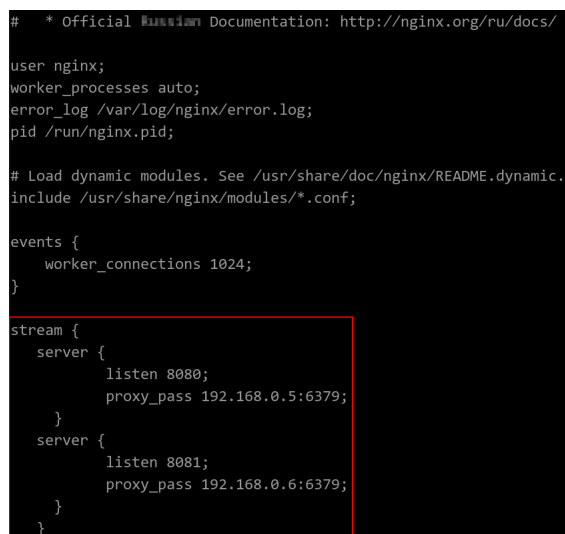 #   * Official Documentation: http://nginx.org/ru/docs/
user nginx;
worker_processes auto;
error_log /var/log/nginx/error.log;
pid /run/nginx.pid;
# Load dynamic modules. See /usr/share/doc/nginx/README.dynamic.
include /usr/share/nginx/modules/*.conf;
events {
    worker_connections 1024;
}
stream {
   server {
           listen 8080;
           proxy_pass 192.168.0.5:6379;
     }
   server {
           listen 8081;
           proxy_pass 192.168.0.6:6379;
     }
   }